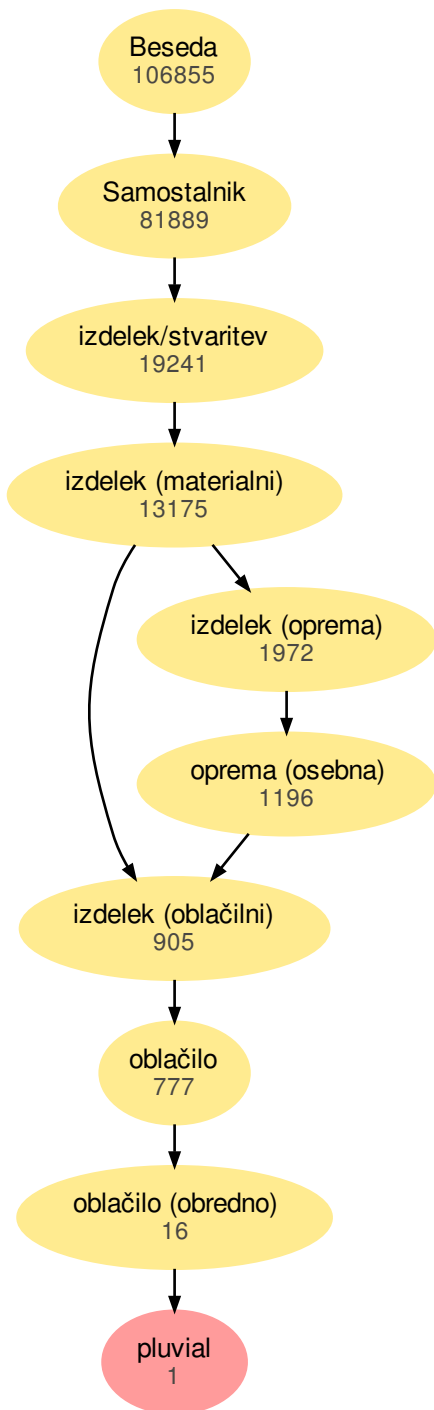 Beseda
106855
Samostalnik
81889
izdelek/stvaritev
19241
izdelek (materialni)
13175
izdelek (oprema)
1972
oprema (osebna)
1196
izdelek (oblačilni)
905
oblačilo
777
oblačilo (obredno)
16
pluvial
1